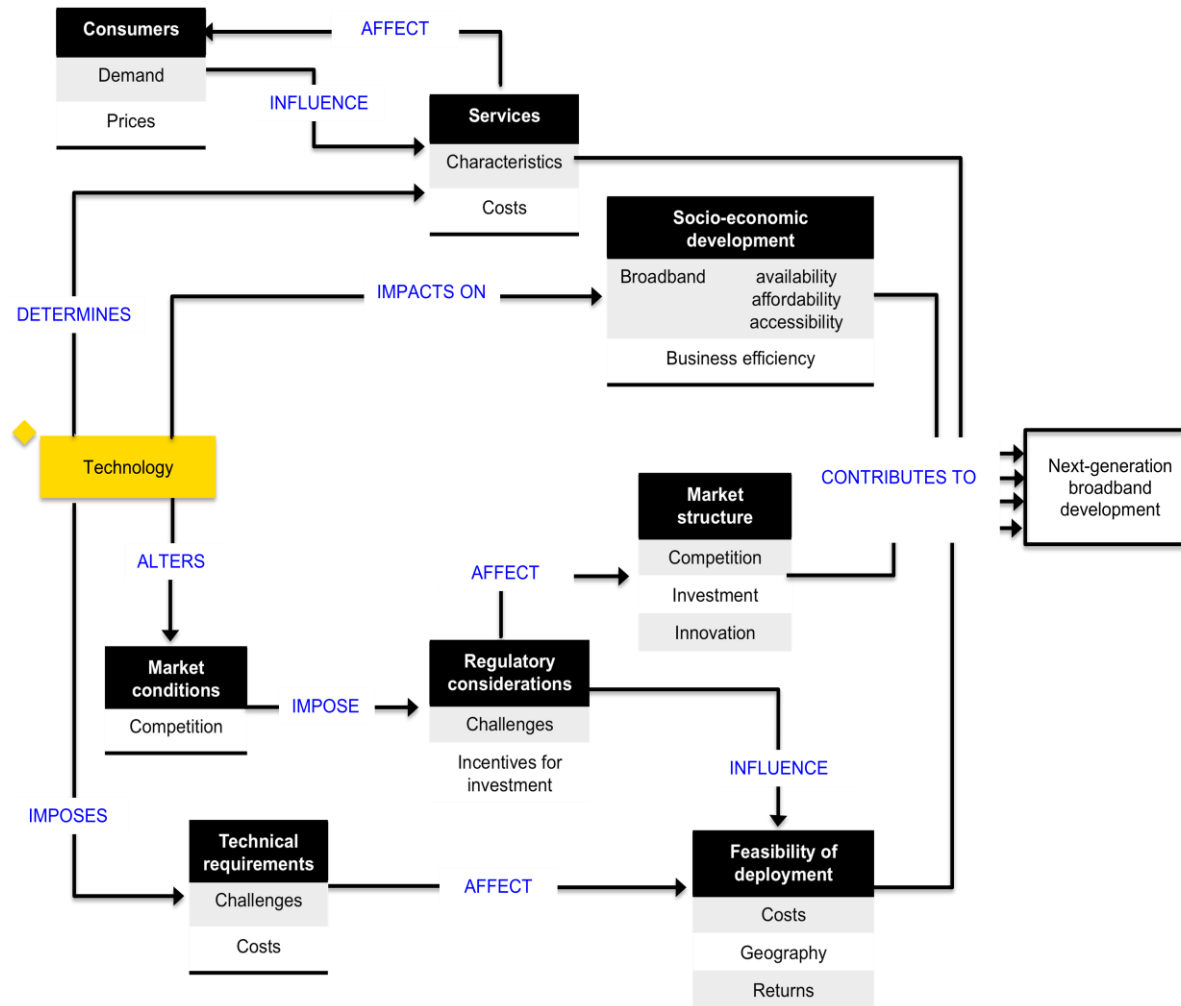 Consumers
AFFECT
Demand
INFLUENCE
Prices
Services
Characteristics
Costs
Socio-economic
development
Broadband availability
affordability
accessibility
Business efficiency
IMPACTS ON
DETERMINES
Technology
CONTRIBUTES TO
Next-generation
broadband
development
Market
structure
Competition
Investment
Innovation
ALTERS
AFFECT
Market
conditions
Competition
IMPOSE
Regulatory
considerations
Challenges
Incentives for
investment
INFLUENCE
IMPOSES
Technical
requirements
Challenges
Costs
AFFECT
Feasibility of
deployment
Costs
Geography
Returns